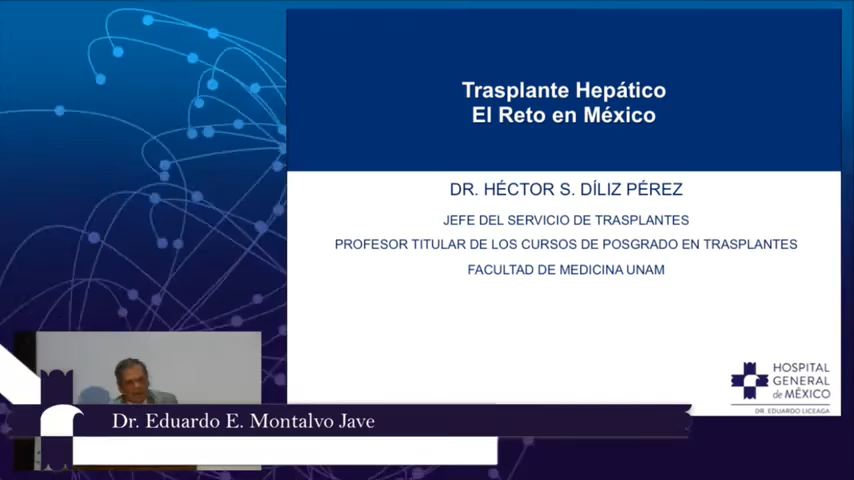 Trasplante Hepático
El Reto en México
DR. HÉCTOR S. DÍLIZ PÉREZ
JEFE DEL SERVICIO DE TRASPLANTES
PROFESOR TITULAR DE LOS CURSOS DE POSGRADO EN TRASPLANTES
FACULTAD DE MEDICINA UNAM
HOSPITAL
GENERAL
de MÉXICO
DR. EDUARDO LICEAGA
Dr. Eduardo E. Montalvo Jave